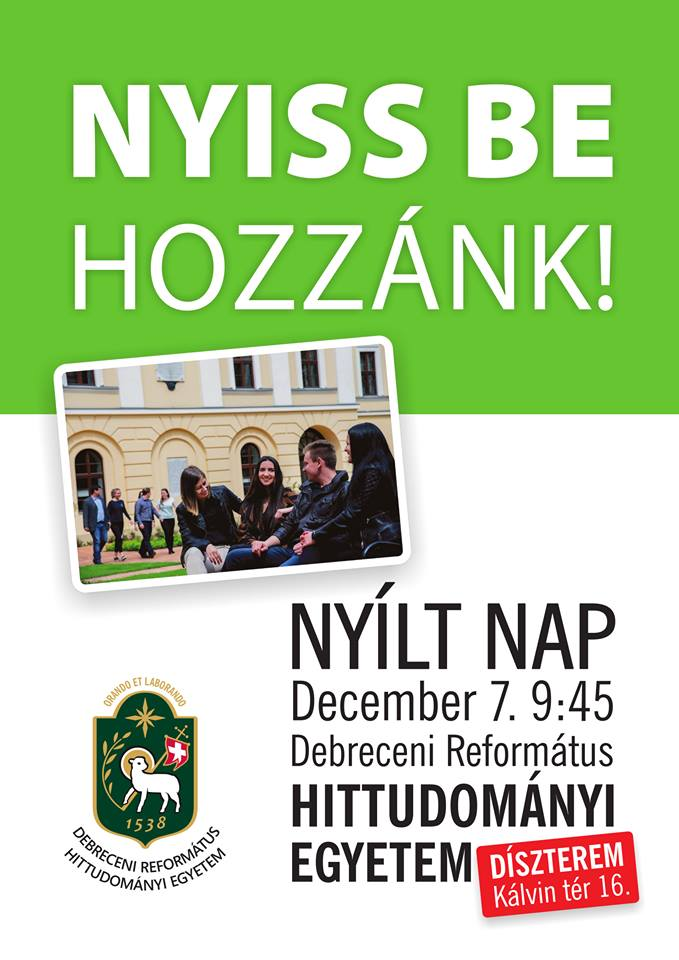 NYISS BE
HOZZÁNK!
NYÍLT NAP
December 7. 9:45
Debreceni Református
HITTUDOMÁNYI
EGYETEM
DÍSZTEREM
Kálvin tér 16.
ORANDO ET LABORANDO
1538
DEBRECENI REFORMÁTUS
HITTUDOMÁNYI EGYETEM